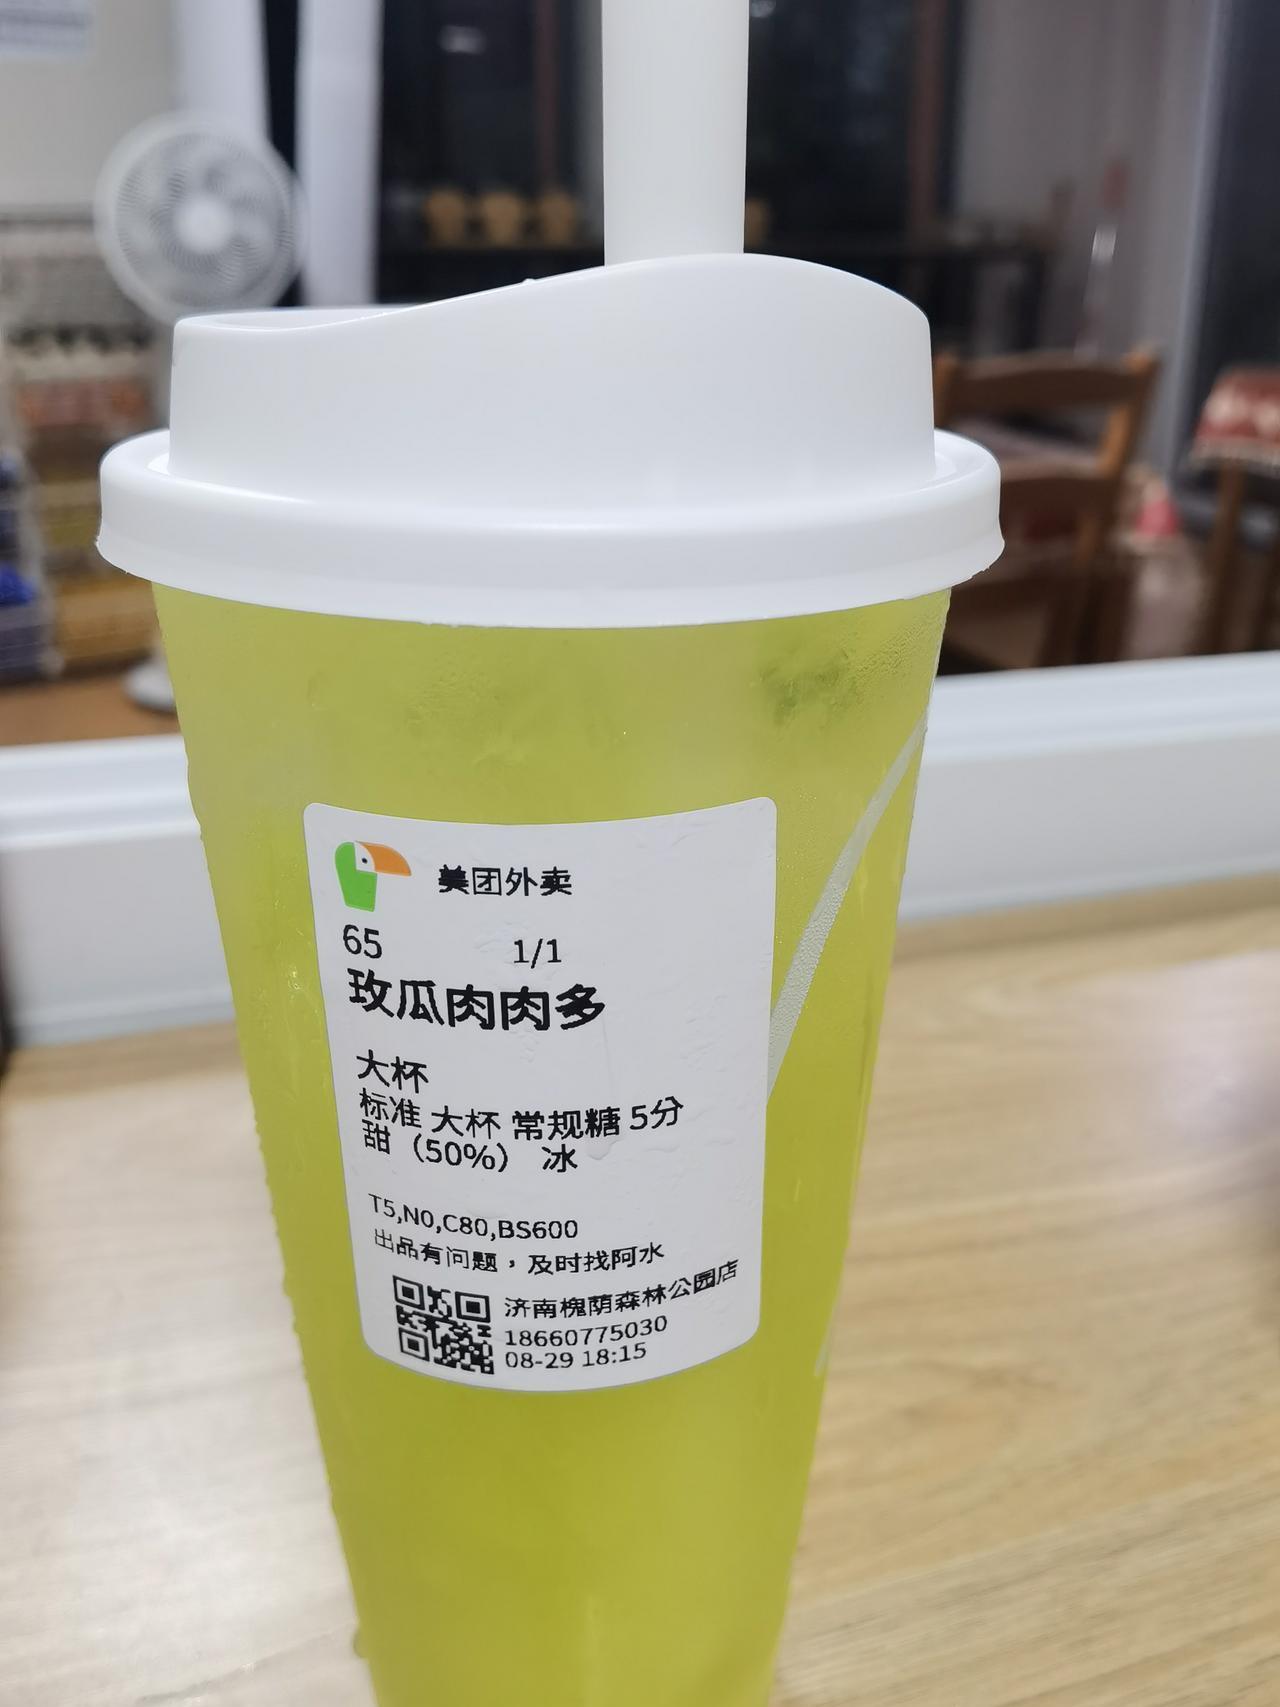 美团外卖
65 1/1
玫瓜肉肉多
大杯
标准 大杯 常规糖 5分
甜（50%） 冰
T5,N0,C80,BS600
出品有问题，及时找阿水
济南槐荫森林公园店
18660775030
08-29 18:15